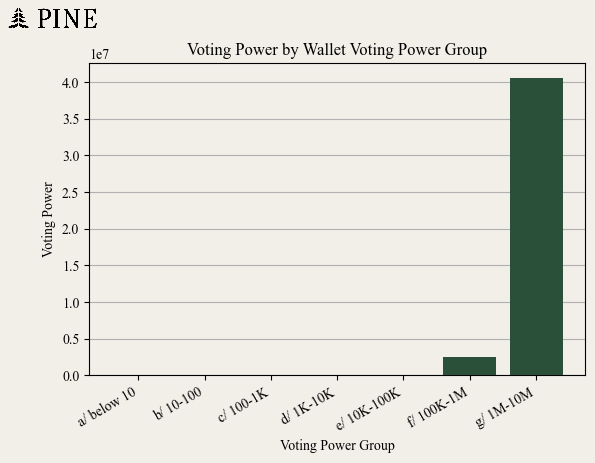 PINE
Voting Power by Wallet Voting Power Group
1e7
4.0
3.5
3.0
2.5
2.0
1.5
1.0
0.5
0.0
Voting Power
a/ below 10
b/ 10-100
c/ 100-1K
d/ 1K-10K
e/ 10K-100K
f/ 100K-1M
g/ 1M-10M
Voting Power Group